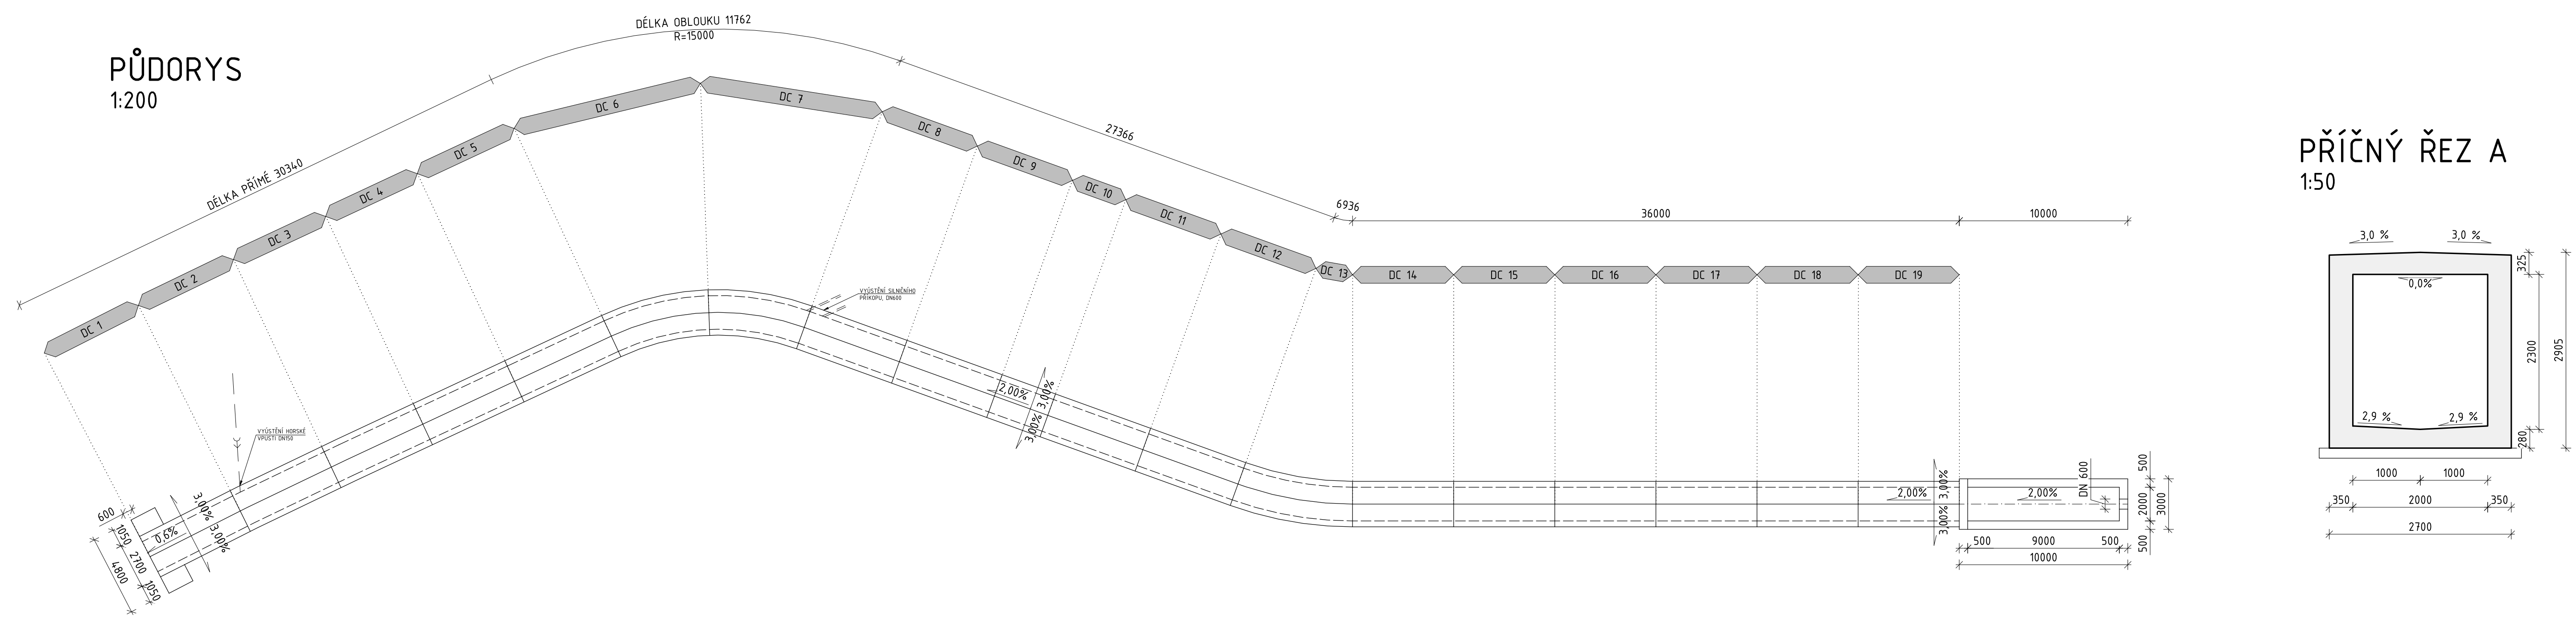 PŮDORYS
1:200
DÉLKA PŘÍMÉ 30340
DÉLKA OBLOUKU 11762
R=15000
27366
6936
36000
10000
DC 1
DC 2
DC 3
DC 4
DC 5
DC 6
DC 7
DC 8
DC 9
DC 10
DC 11
DC 12
DC 13
DC 14
DC 15
DC 16
DC 17
DC 18
DC 19
VYÚSTĚNÍ HORSKÉ
VPUSTI DN150
VYÚSTĚNÍ SILNIČNÍHO
PŘÍKOPU, DN600
600
1050
2700
1050
4800
0,6%
3,00%
3,00%
2,00%
3,00%
3,00%
2,00%
3,00%
3,00%
2,00%
DN 600
500
2000
500
3000
500
9000
500
10000
PŘÍČNÝ ŘEZ A
1:50
3,0 %
3,0 %
0,0%
2,9 %
2,9 %
325
2300
280
2905
1000
1000
350
2000
350
2700